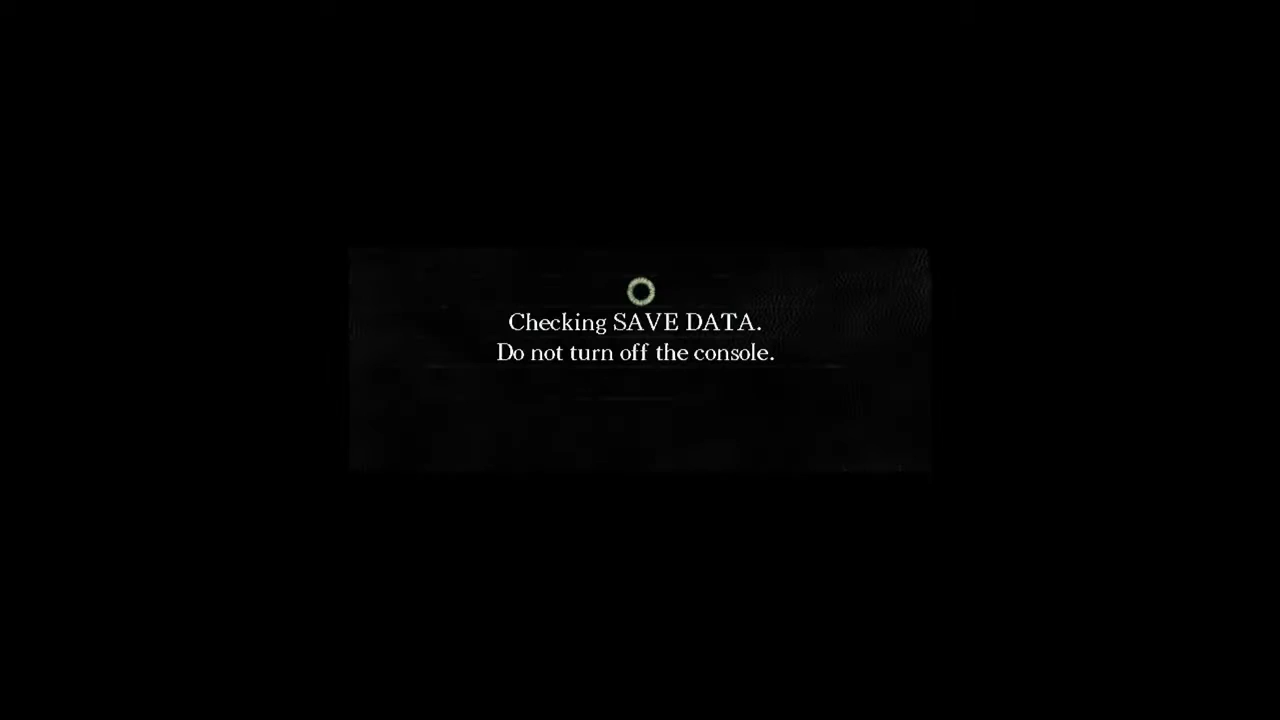 Checking SAVE DATA.
Do not turn off the console.